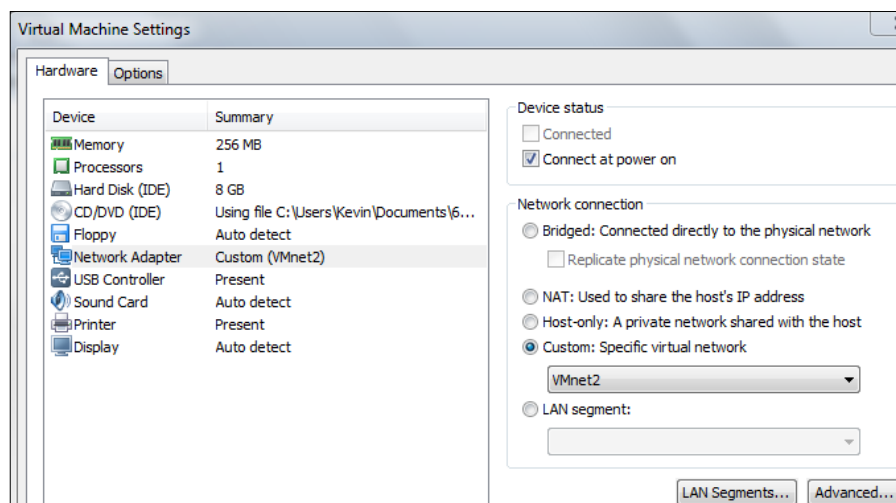 Virtual Machine Settings
Hardware Options
Device Summary
Memory 256 MB
Processors 1
Hard Disk (IDE) 8 GB
CD/DVD (IDE) Using file C:\Users\Kevin\Documents\6...
Floppy Auto detect
Network Adapter Custom (VMnet2)
USB Controller Present
Sound Card Auto detect
Printer Present
Display Auto detect
Device status
Connected
Connect at power on
Network connection
Bridged: Connected directly to the physical network
Replicate physical network connection state
NAT: Used to share the host's IP address
Host-only: A private network shared with the host
Custom: Specific virtual network
VMnet2
LAN segment:
LAN Segments... Advanced...